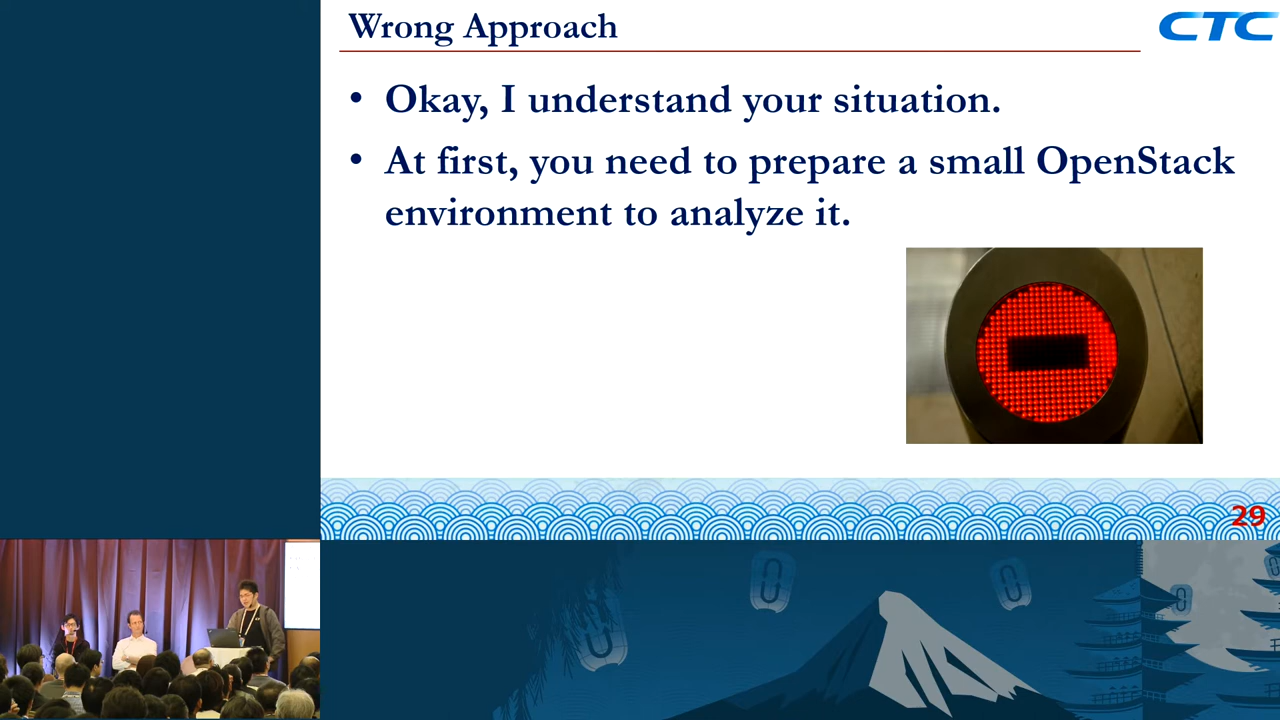 Wrong Approach
CTC
• Okay, I understand your situation.
• At first, you need to prepare a small OpenStack
environment to analyze it.
29